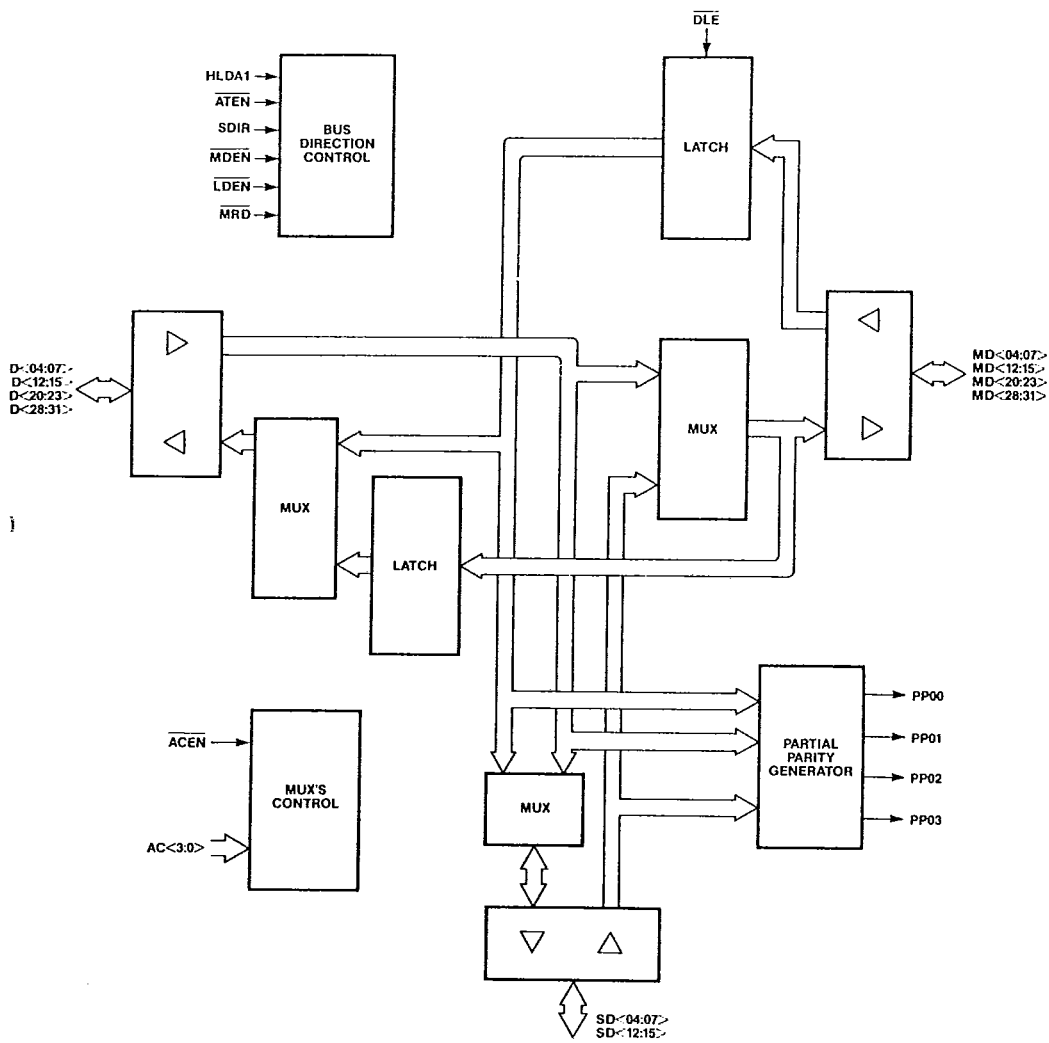 DLE
HLDA1
ATEN
SDIR
MDEN
LDEN
MRD
BUS
DIRECTION
CONTROL
LATCH
D<04:07>
D<12:15>
D<20:23>
D<28:31>
MUX
MD<04:07>
MD<12:15>
MD<20:23>
MD<28:31>
MUX
LATCH
ACEN
AC<3:0>
MUX'S
CONTROL
MUX
PARTIAL
PARITY
GENERATOR
PP00
PP01
PP02
PP03
SD<04:07>
SD<12:15>